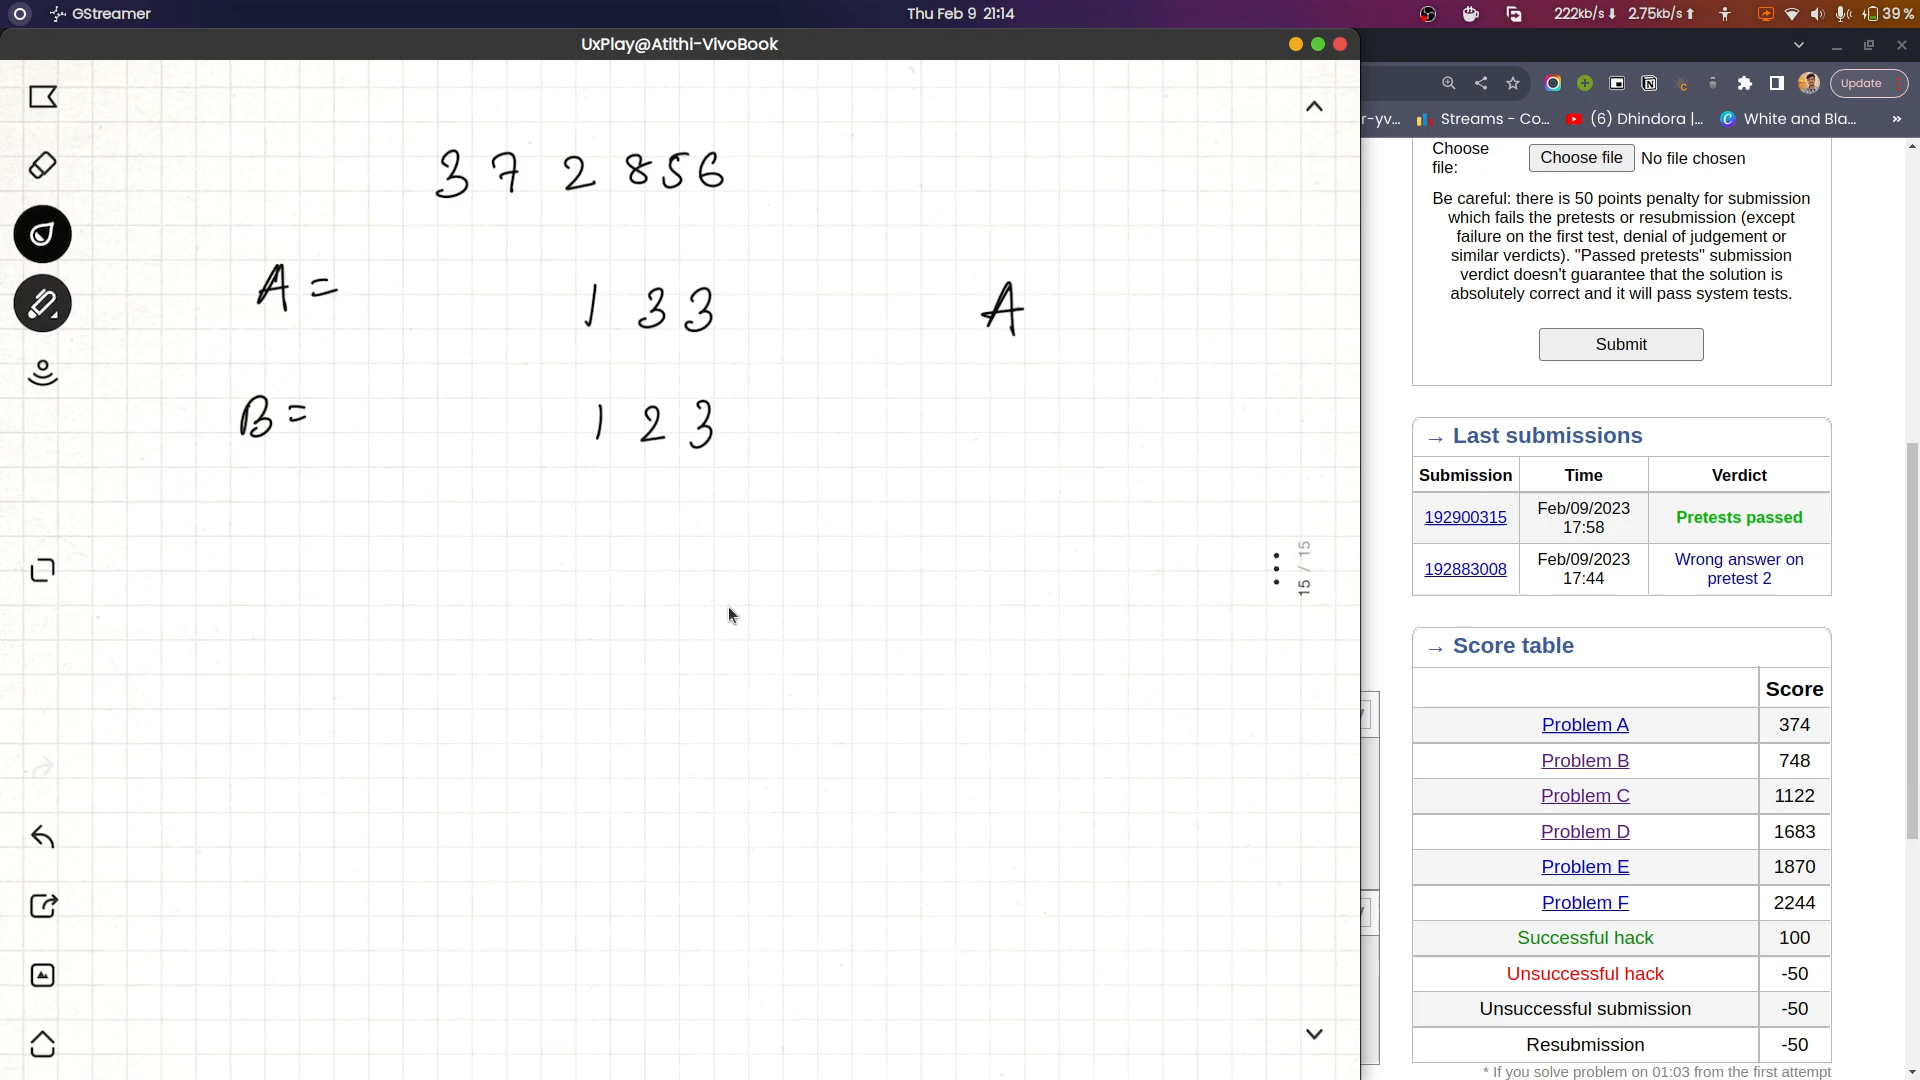 GStreamer
Thu Feb 9 21:14
222kb/s⬇ 2.75kb/s⬆
39 %
UxPlay@Atithi-VivoBook
Update
r-yv...
Streams - Co...
(6) Dhindora |...
White and Bla...
»
3 7 2 8 5 6
A =
1 3 3
A
B =
1 2 3
15 / 15
Choose file:
Choose file No file chosen
Be careful: there is 50 points penalty for submission
which fails the pretests or resubmission (except
failure on the first test, denial of judgement or
similar verdicts). "Passed pretests" submission
verdict doesn't guarantee that the solution is
absolutely correct and it will pass system tests.
Submit
→ Last submissions
Submission Time Verdict
192900315 Feb/09/2023 17:58 Pretests passed
192883008 Feb/09/2023 17:44 Wrong answer on pretest 2
→ Score table
Score
Problem A 374
Problem B 748
Problem C 1122
Problem D 1683
Problem E 1870
Problem F 2244
Successful hack 100
Unsuccessful hack -50
Unsuccessful submission -50
Resubmission -50
* If you solve problem on 01:03 from the first attempt